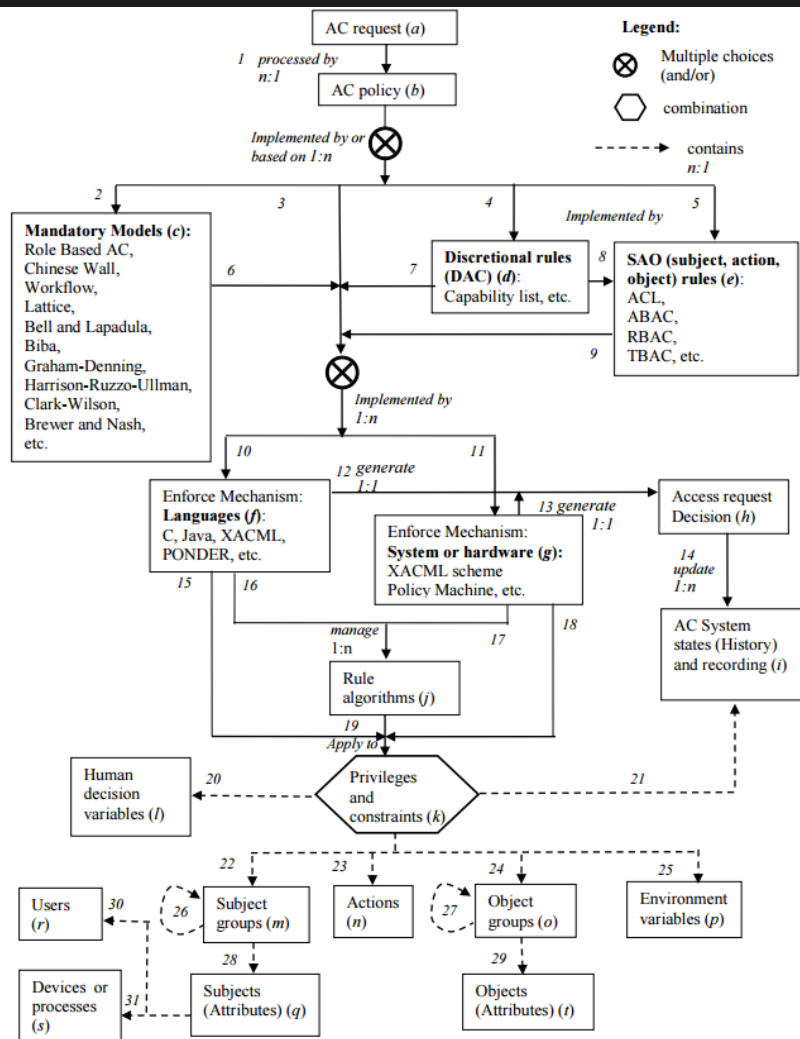 AC request (a)
Legend:
1 processed by
n:1
Multiple choices
(and/or)
AC policy (b)
combination
Implemented by or
based on 1:n
contains
n:1
2
3
4
5
Implemented by
Mandatory Models (c):
Role Based AC,
Chinese Wall,
Workflow,
Lattice,
Bell and Lapadula,
Biba,
Graham-Denning,
Harrison-Ruzzo-Ullman,
Clark-Wilson,
Brewer and Nash,
etc.
6
7
Discretional rules
(DAC) (d):
Capability list, etc.
8
SAO (subject, action,
object) rules (e):
ACL,
ABAC,
RBAC,
TBAC, etc.
9
Implemented by
1:n
10
11
12 generate
1:1
Enforce Mechanism:
Languages (f):
C, Java, XACML,
PONDER, etc.
13 generate
1:1
Access request
Decision (h)
Enforce Mechanism:
System or hardware (g):
XACML scheme
Policy Machine, etc.
14
update
1:n
15
16
17
18
manage
1:n
AC System
states (History)
and recording (i)
Rule
algorithms (j)
19
Apply to
Human
decision
variables (l)
20
Privileges
and
constraints (k)
21
22
23
24
25
Users
(r)
30
26
Subject
groups (m)
Actions
(n)
27
Object
groups (o)
Environment
variables (p)
28
29
Devices or
processes
(s)
31
Subjects
(Attributes) (q)
Objects
(Attributes) (t)